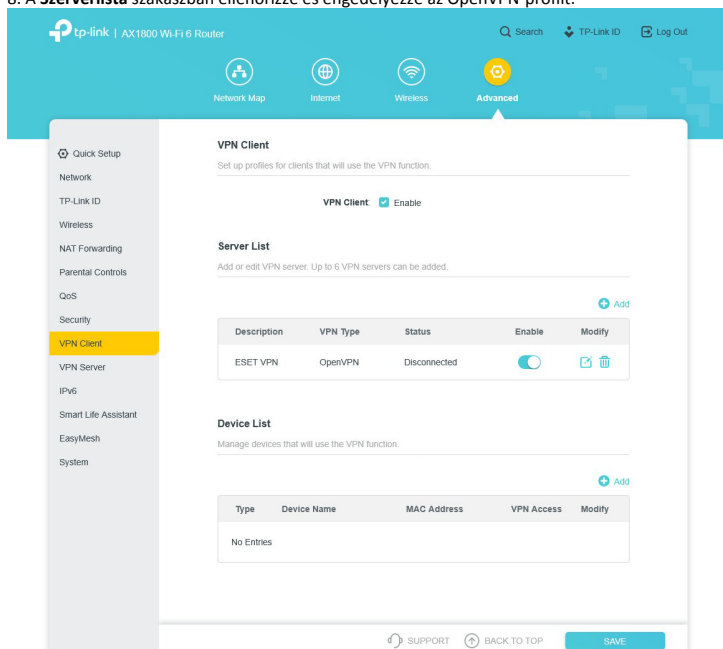 8. A Szerverlista szakaszban ellenőrizze és engedélyezze az OpenVPN-profilt.
tp-link | AX1800 Wi-Fi 6 Router
Search TP-Link ID Log Out
Network Map Internet Wireless Advanced
Quick Setup
Network
TP-Link ID
Wireless
NAT Forwarding
Parental Controls
QoS
Security
VPN Client
VPN Server
IPv6
Smart Life Assistant
EasyMesh
System
VPN Client
Set up profiles for clients that will use the VPN function.
VPN Client: Enable
Server List
Add or edit VPN server. Up to 6 VPN servers can be added.
Add
Description VPN Type Status Enable Modify
ESET VPN OpenVPN Disconnected
Device List
Manage devices that will use the VPN function.
Add
Type Device Name MAC Address VPN Access Modify
No Entries
SUPPORT BACK TO TOP SAVE